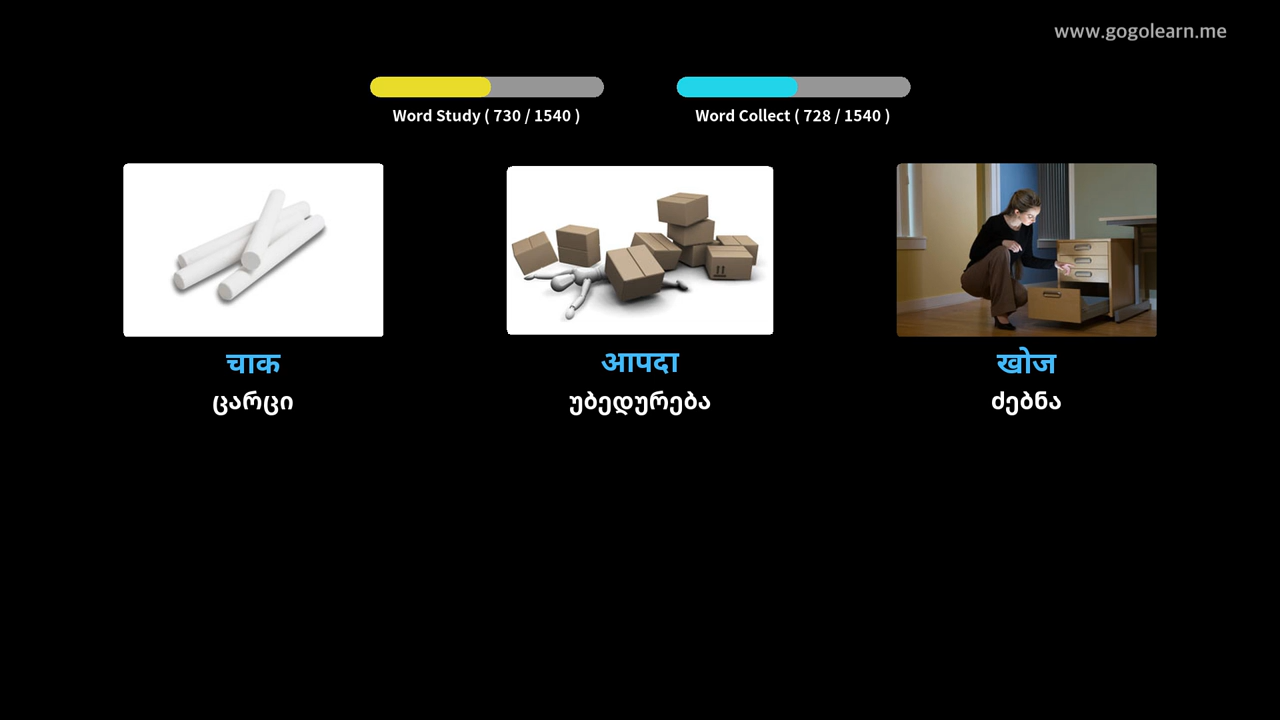 www.gogolearn.me
Word Study ( 730 / 1540 )
Word Collect ( 728 / 1540 )
चाक
आपदा
खोज
ცარცი
უბედურება
ძებნა